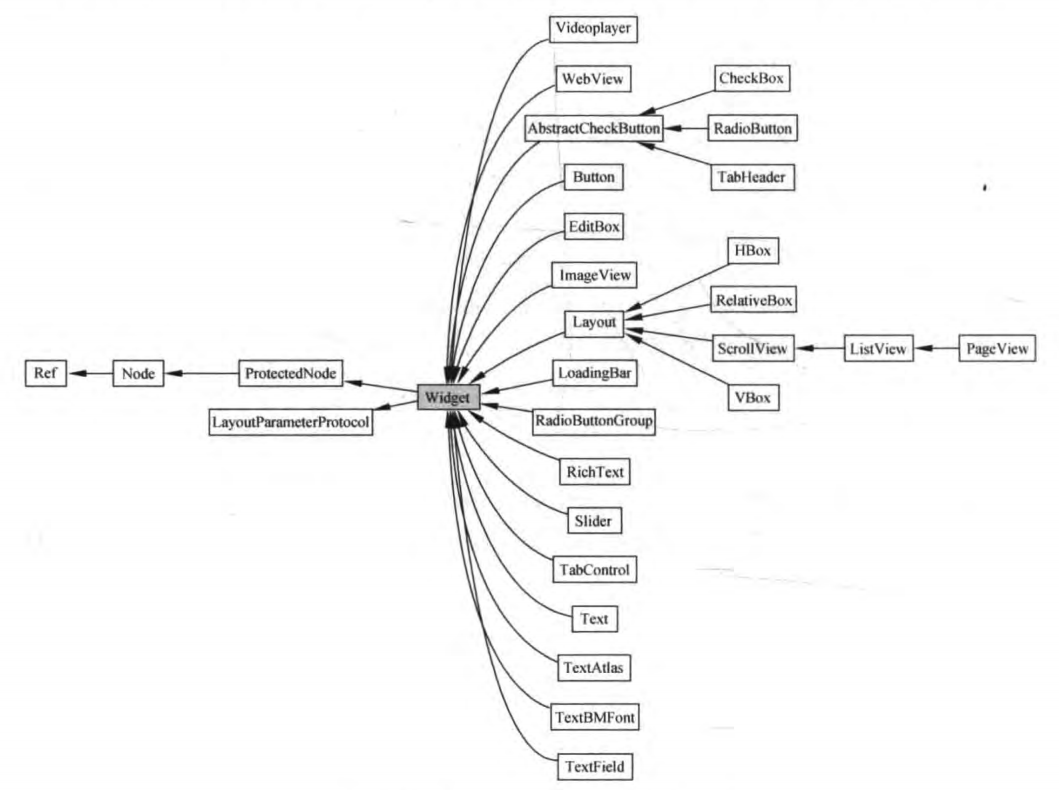 Videoplayer
WebView
CheckBox
AbstractCheckButton
RadioButton
Button
TabHeader
EditBox
HBox
ImageView
RelativeBox
Layout
ScrollView
ListView
PageView
Ref
Node
ProtectedNode
LoadingBar
Widget
VBox
LayoutParameterProtocol
RadioButtonGroup
RichText
Slider
TabControl
Text
TextAtlas
TextBMFont
TextField